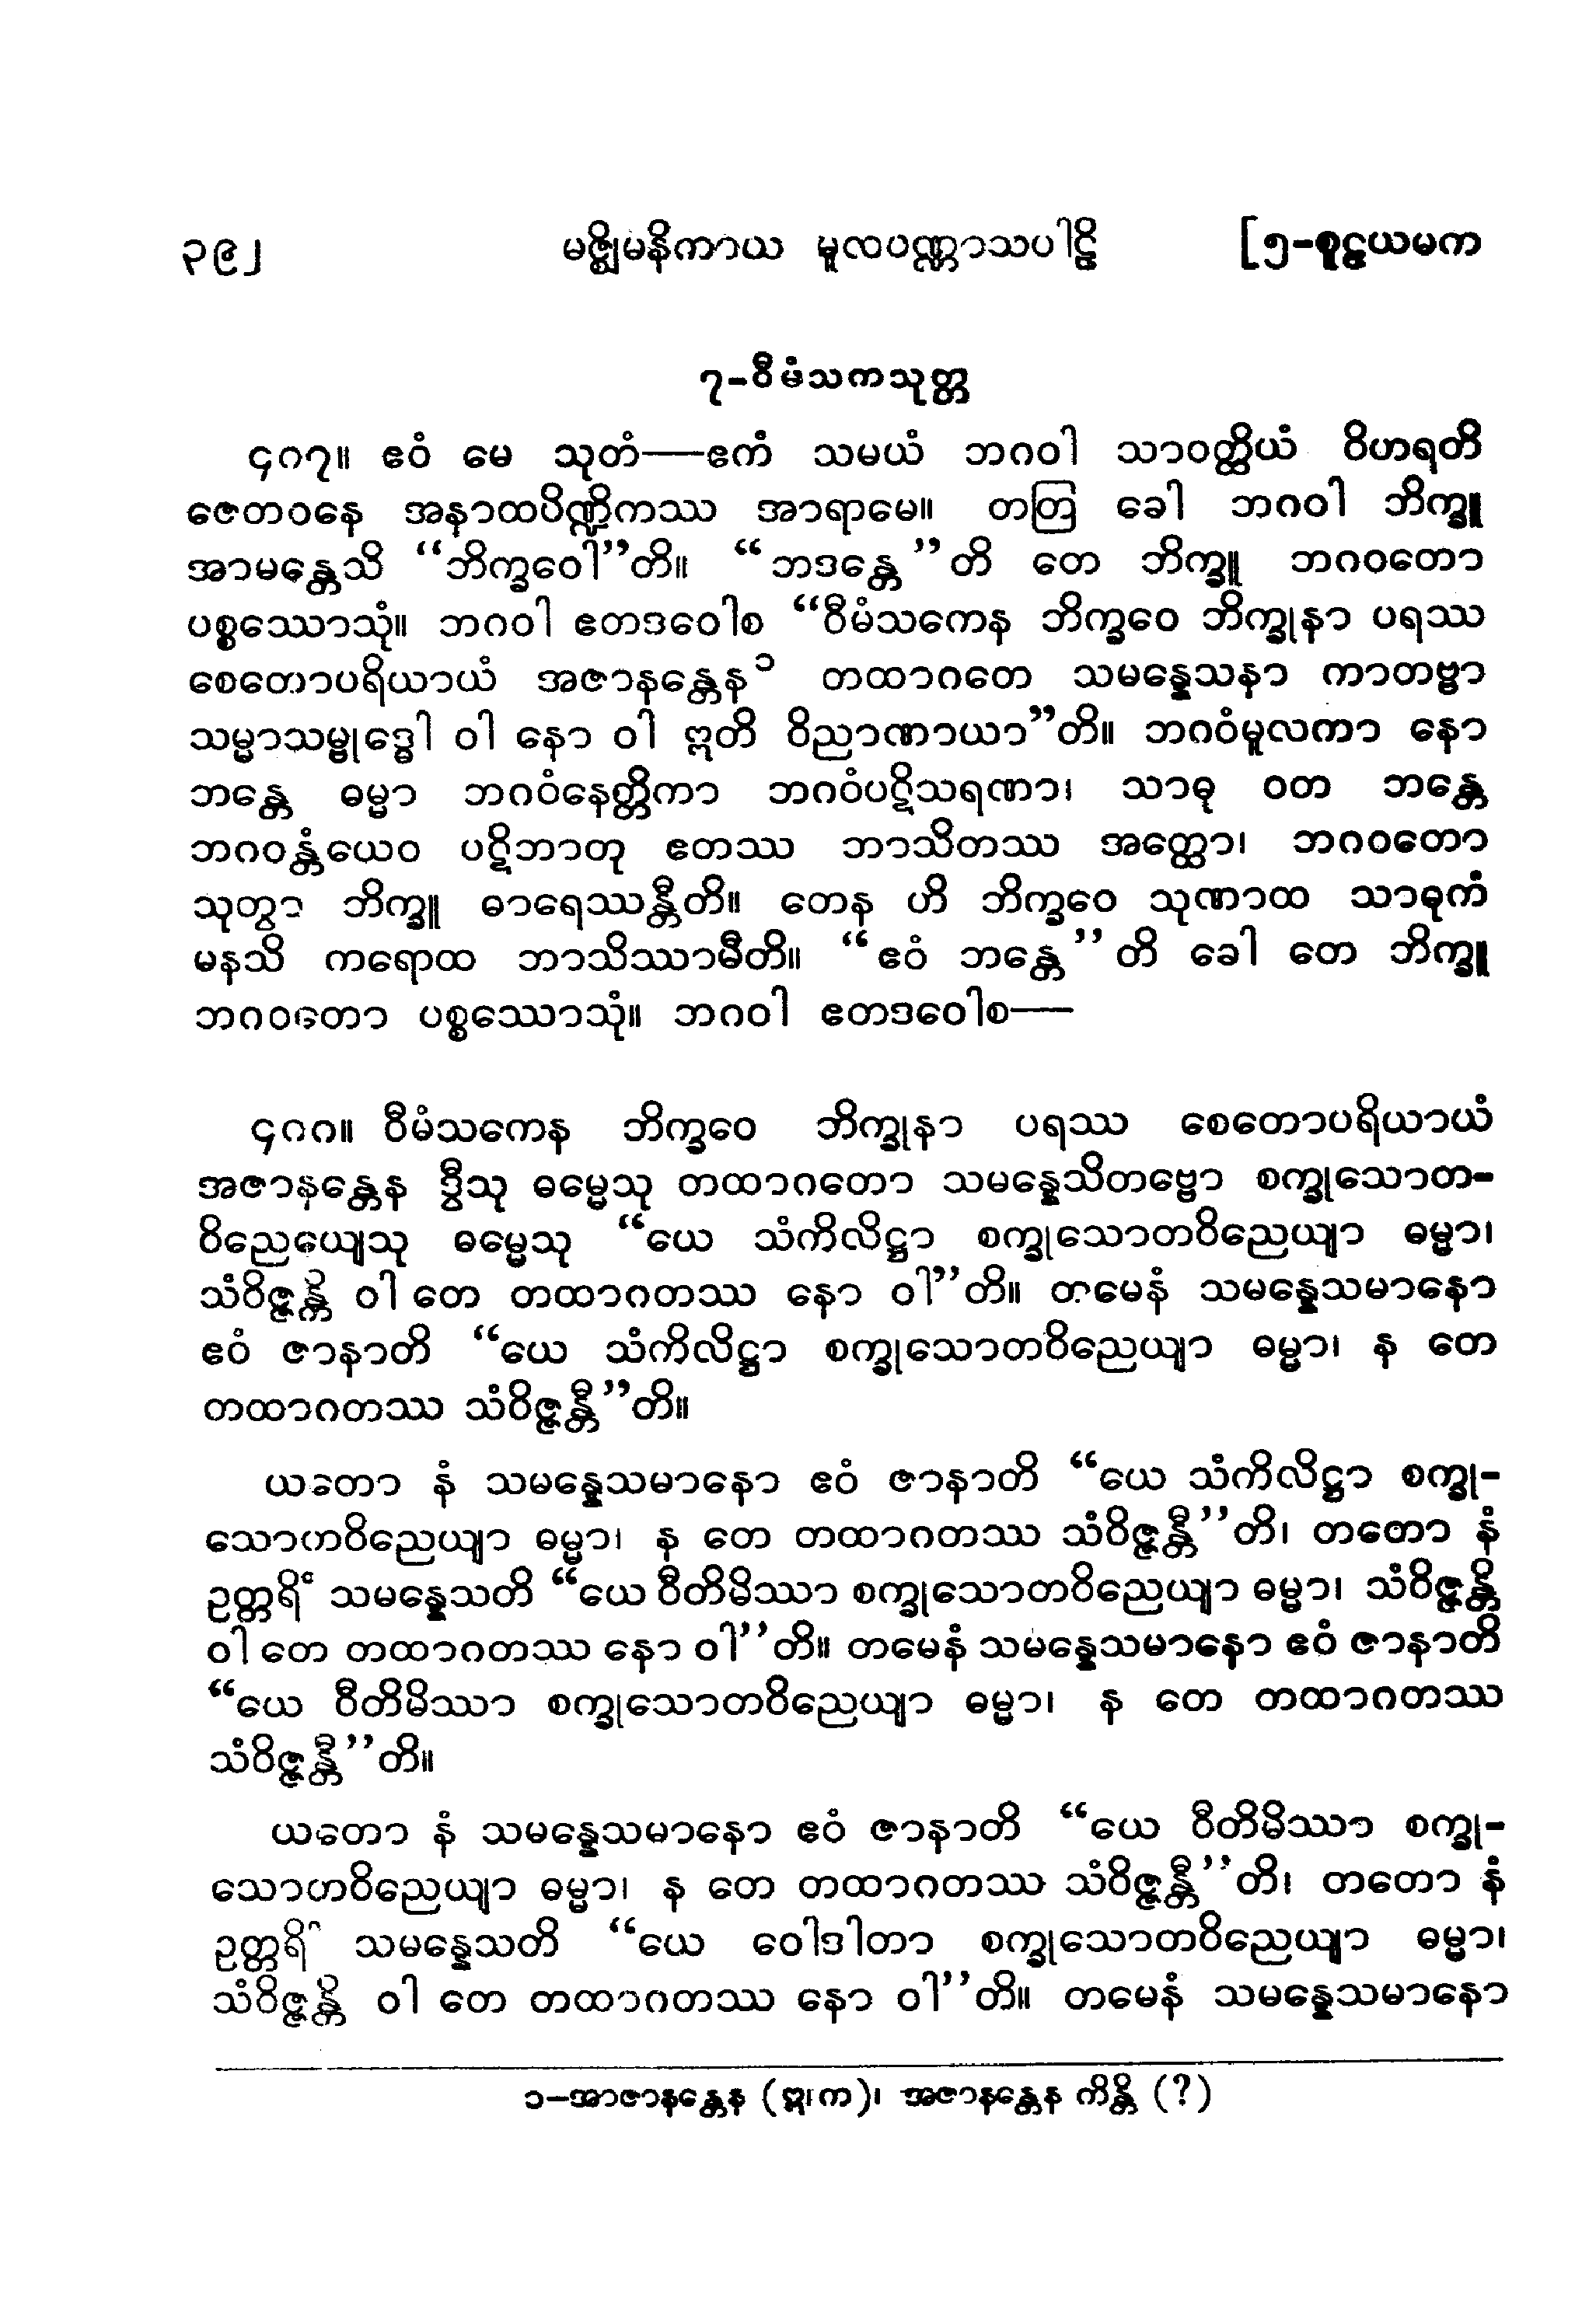 ၃၉၂ မဇ္ဈိမနိကာယ မူလပဏ္ဏာသပါဠိ [၅-စူဠယမက
၇-ဝီမံသကသုတ္တ
၄၈၇။ ဧဝံ မေ သုတံ—ဧကံ သမယံ ဘဂဝါ သာဝတ္ထိယံ ဝိဟရတိ
ဇေတဝနေ အနာထပိဏ္ဍိကဿ အာရာမေ။ တတြ ခေါ ဘဂဝါ ဘိက္ခူ
အာမန္တေသိ “ဘိက္ခဝေါ”တိ။ “ဘဒန္တေ”တိ တေ ဘိက္ခူ ဘဂဝတော
ပစ္စဿောသုံ။ ဘဂဝါ ဧတဒဝေါစ “ဝီမံသကေန ဘိက္ခဝေ ဘိက္ခုနာ ပရဿ
စေတောပရိယာယံ အဇာနန္တေန၁ တထာဂတေ သမန္နေသနာ ကာတဗ္ဗာ
သမ္မာသမ္ဗုဒ္ဓေါ ဝါ နော ဝါ ဣတိ ဝိညာဏာယာ”တိ။ ဘဂဝံမူလကာ နော
ဘန္တေ ဓမ္မာ ဘဂဝံနေတ္တိကာ ဘဂဝံပဋိသရဏာ၊ သာဓု ဝတ ဘန္တေ
ဘဂဝန္တံယေဝ ပဋိဘာတု ဧတဿ ဘာသိတဿ အတ္ထော၊ ဘဂဝတော
သုတွာ ဘိက္ခူ ဓာရေဿန္တီတိ။ တေန ဟိ ဘိက္ခဝေ သုဏာထ သာဓုကံ
မနသိ ကရောထ ဘာသိဿာမီတိ။ “ဧဝံ ဘန္တေ”တိ ခေါ တေ ဘိက္ခူ
ဘဂဝတော ပစ္စဿောသုံ။ ဘဂဝါ ဧတဒဝေါစ—
၄၈၈။ ဝီမံသကေန ဘိက္ခဝေ ဘိက္ခုနာ ပရဿ စေတောပရိယာယံ
အဇာနန္တေန ဒွီသု ဓမ္မေသု တထာဂတော သမန္နေသိတဗ္ဗော စက္ခုသောတ-
ဝိညေယျေသု ဓမ္မေသု “ယေ သံကိလိဋ္ဌာ စက္ခုသောတဝိညေယျာ ဓမ္မာ၊
သံဝိဇ္ဇန္တိ ဝါ တေ တထာဂတဿ နော ဝါ”တိ။ တမေနံ သမန္နေသမာနော
ဧဝံ ဇာနာတိ “ယေ သံကိလိဋ္ဌာ စက္ခုသောတဝိညေယျာ ဓမ္မာ၊ န တေ
တထာဂတဿ သံဝိဇ္ဇန္တီ”တိ။
ယတော နံ သမန္နေသမာနော ဧဝံ ဇာနာတိ “ယေ သံကိလိဋ္ဌာ စက္ခု-
သောတဝိညေယျာ ဓမ္မာ၊ န တေ တထာဂတဿ သံဝိဇ္ဇန္တီ”တိ၊ တတော နံ
ဥတ္တရိံ သမန္နေသတိ “ယေ ဝီတိမိဿာ စက္ခုသောတဝိညေယျာ ဓမ္မာ၊ သံဝိဇ္ဇန္တိ
ဝါ တေ တထာဂတဿ နော ဝါ”တိ။ တမေနံ သမန္နေသမာနော ဧဝံ ဇာနာတိ
“ယေ ဝီတိမိဿာ စက္ခုသောတဝိညေယျာ ဓမ္မာ၊ န တေ တထာဂတဿ
သံဝိဇ္ဇန္တီ”တိ။
ယတော နံ သမန္နေသမာနော ဧဝံ ဇာနာတိ “ယေ ဝီတိမိဿာ စက္ခု-
သောတဝိညေယျာ ဓမ္မာ၊ န တေ တထာဂတဿ သံဝိဇ္ဇန္တီ”တိ၊ တတော နံ
ဥတ္တရိံ သမန္နေသတိ “ယေ ဝေါဒါတာ စက္ခုသောတဝိညေယျာ ဓမ္မာ၊
သံဝိဇ္ဇန္တိ ဝါ တေ တထာဂတဿ နော ဝါ”တိ။ တမေနံ သမန္နေသမာနော
၁-အာဇာနန္တေန (ဣ၊က)၊ အဇာနန္တေန ကိန္တိ (?)